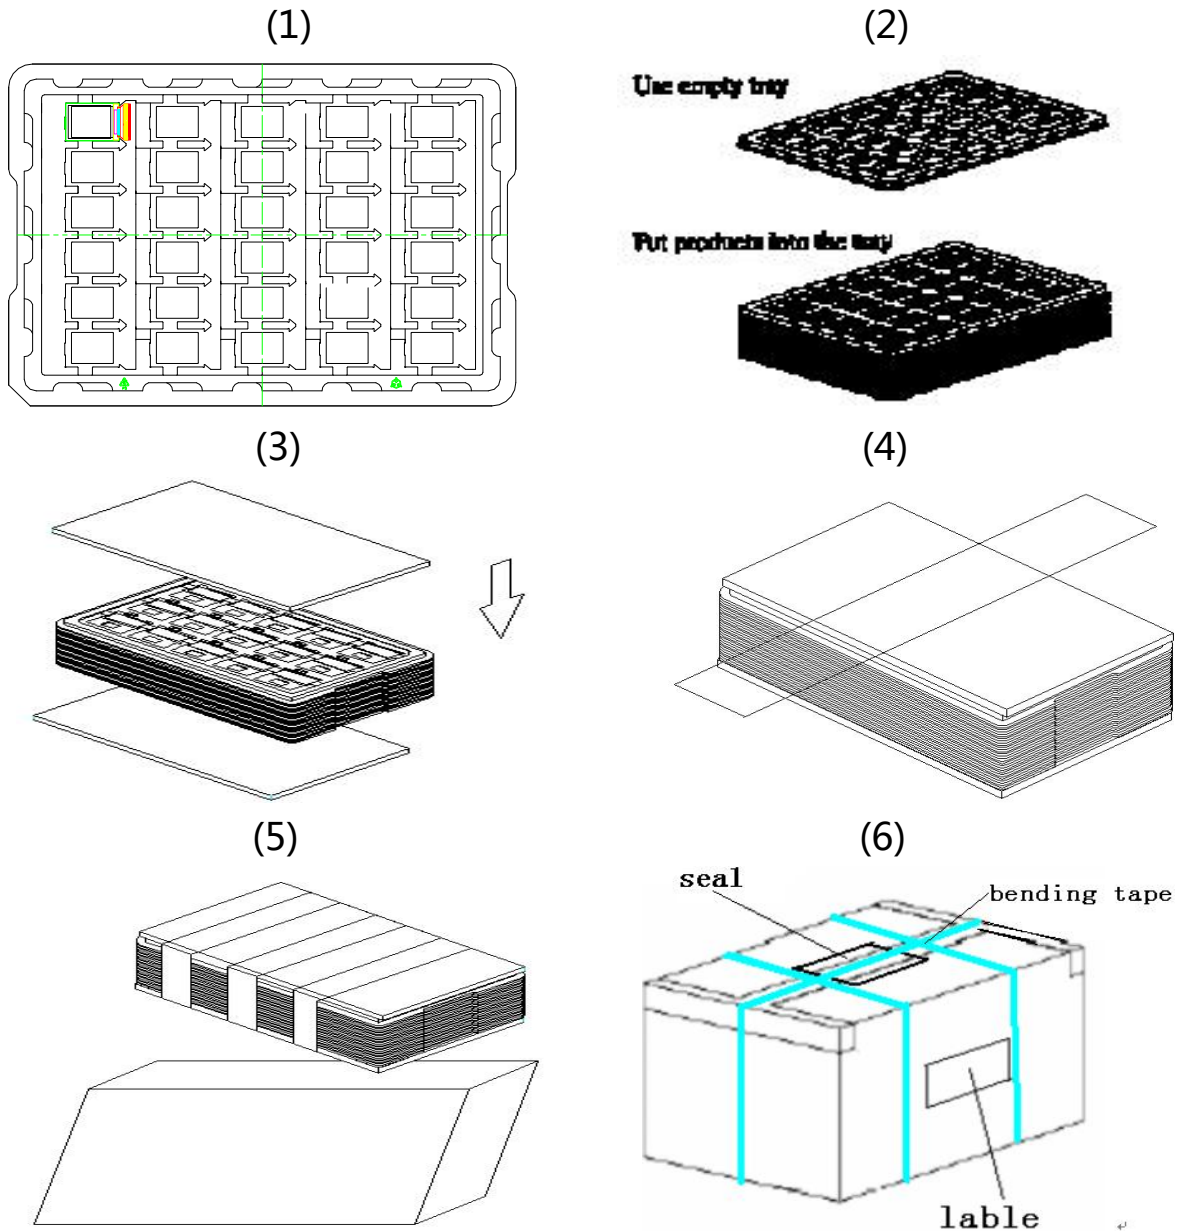 (1)
(2)
Use empty tray
Put products into the tray
(3)
(4)
(5)
(6)
seal
bending tape
lable